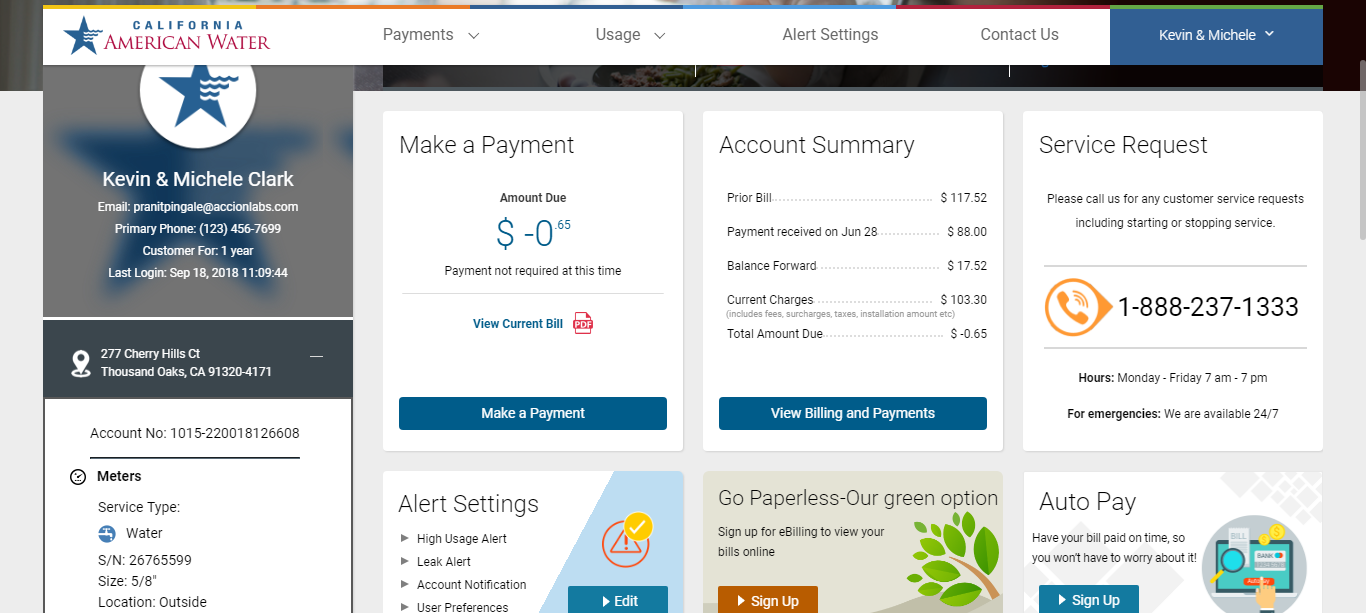 CALIFORNIA
AMERICAN WATER
Payments
Usage
Alert Settings
Contact Us
Kevin & Michele
Kevin & Michele Clark
Email: pranitpingale@accionlabs.com
Primary Phone: (123) 456-7699
Customer For: 1 year
Last Login: Sep 18, 2018 11:09:44
277 Cherry Hills Ct
Thousand Oaks, CA 91320-4171
Account No: 1015-220018126608
Meters
Service Type:
Water
S/N: 26765599
Size: 5/8"
Location: Outside
Make a Payment
Amount Due
$ -0.65
Payment not required at this time
View Current Bill PDF
Make a Payment
Account Summary
Prior Bill $ 117.52
Payment received on Jun 28 $ 88.00
Balance Forward $ 17.52
Current Charges $ 103.30
(includes fees, surcharges, taxes, installation amount etc)
Total Amount Due $ -0.65
View Billing and Payments
Service Request
Please call us for any customer service requests
including starting or stopping service.
1-888-237-1333
Hours: Monday - Friday 7 am - 7 pm
For emergencies: We are available 24/7
Alert Settings
High Usage Alert
Leak Alert
Account Notification
User Preferences
Edit
Go Paperless-Our green option
Sign up for eBilling to view your
bills online
Sign Up
Auto Pay
Have your bill paid on time, so
you won't have to worry about it!
BILL
BANK
Sign Up